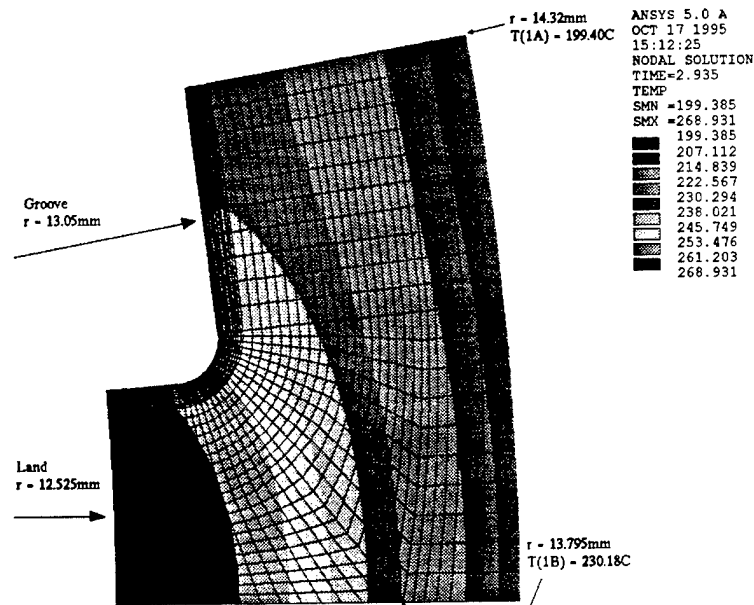 r = 14.32mm
T(1A) = 199.40C
ANSYS 5.0 A
OCT 17 1995
15:12:25
NODAL SOLUTION
TIME=2.935
TEMP
SMN =199.385
SMX =268.931
199.385
207.112
214.839
222.567
230.294
238.021
245.749
253.476
261.203
268.931
Groove
r = 13.05mm
Land
r = 12.525mm
r = 13.795mm
T(1B) = 230.18C